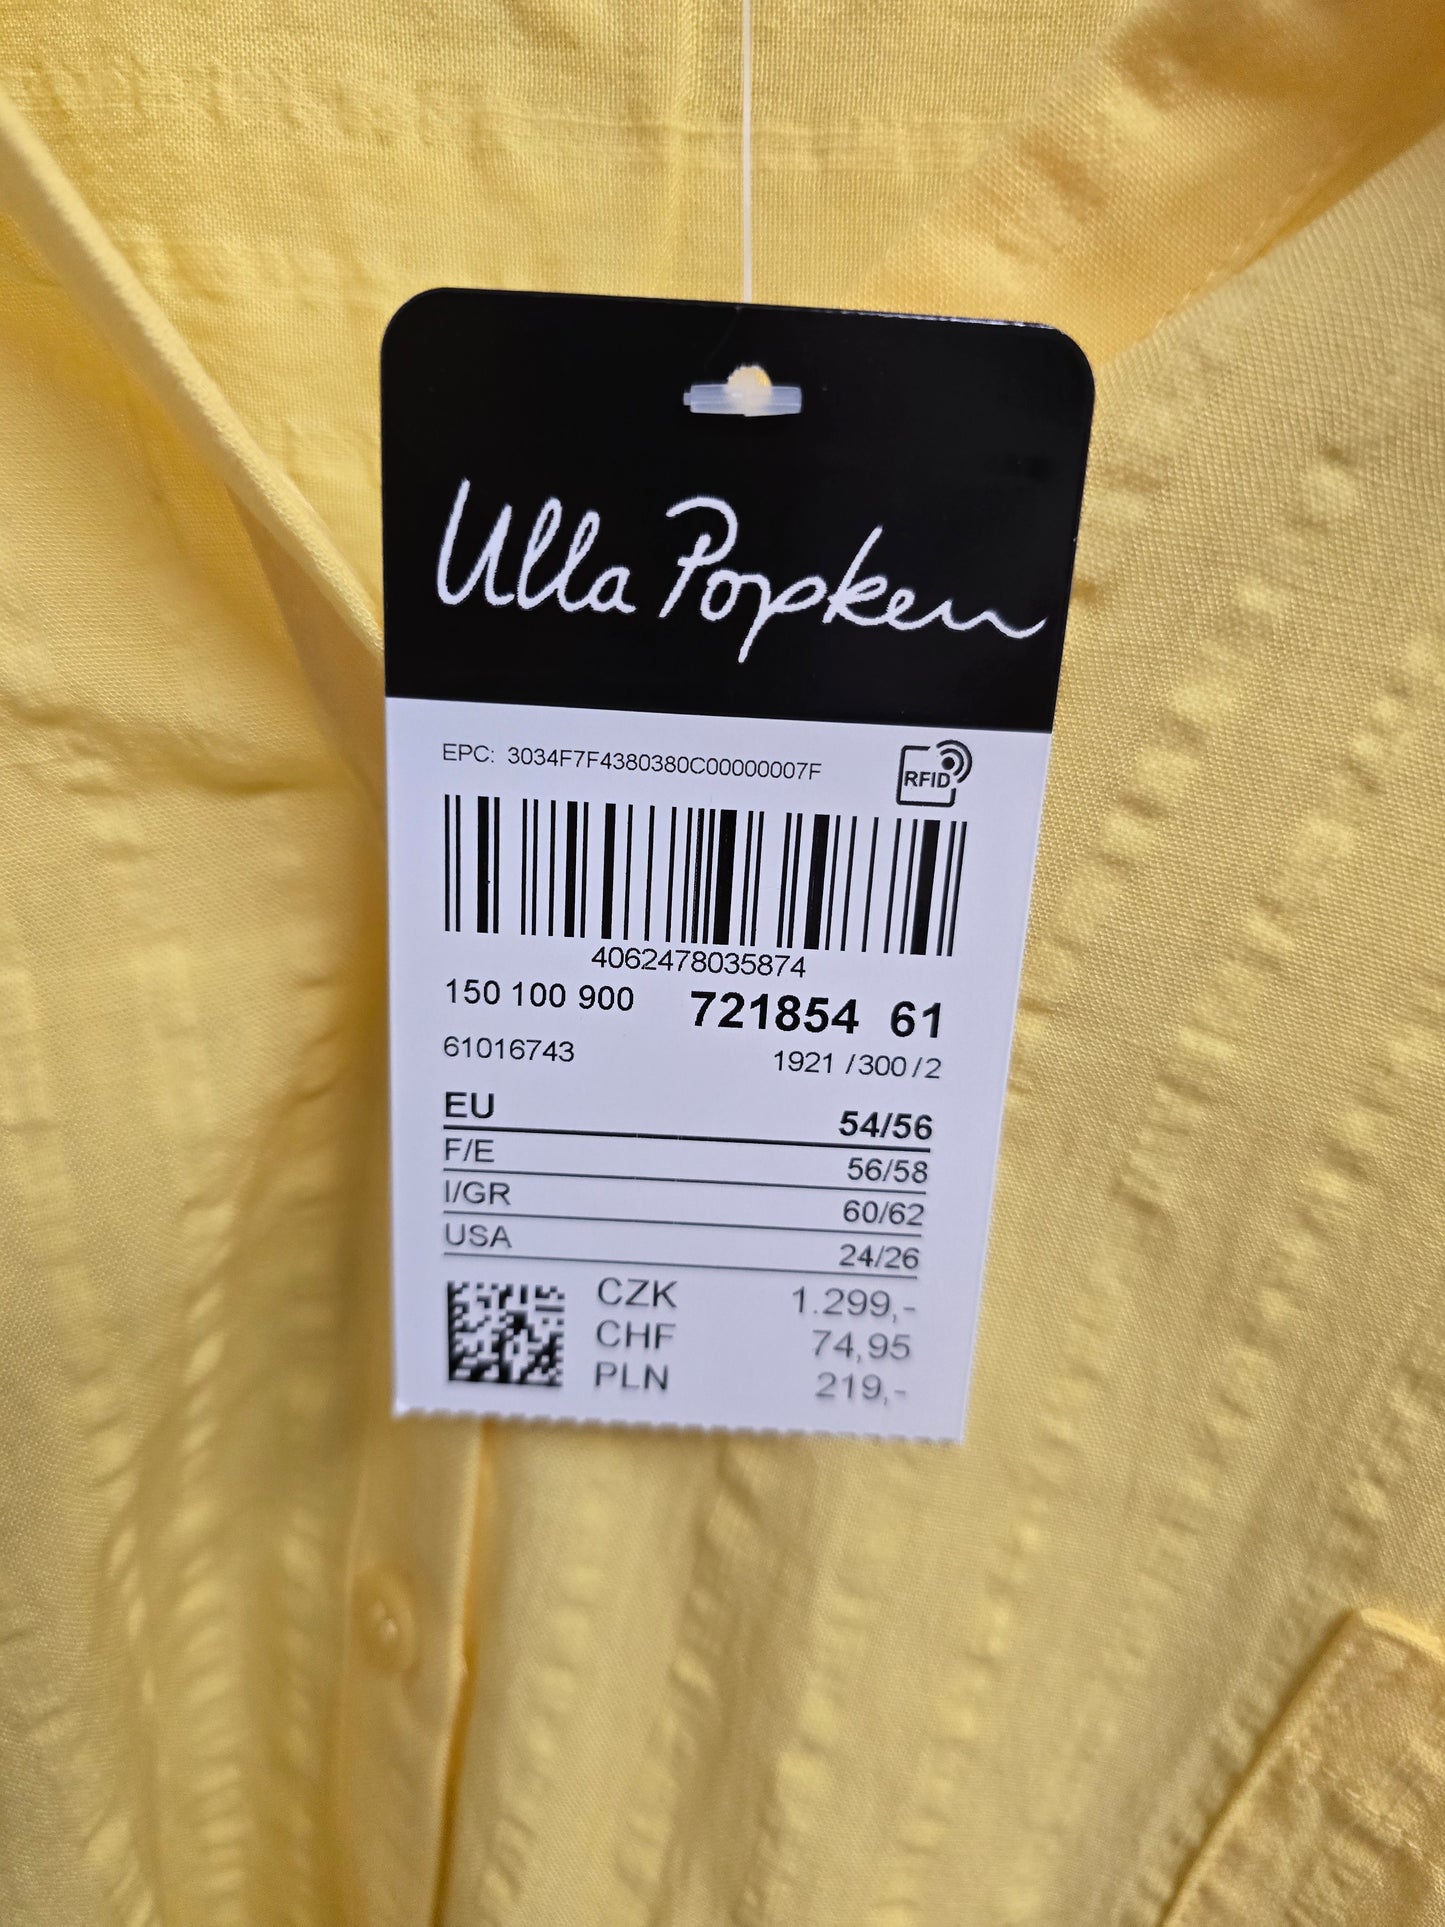 Ulla Popken
EPC: 3034F7F4380380C00000007F
RFID
4062478035874
150 100 900 721854 61
61016743 1921 /300/2
EU 54/56
F/E 56/58
I/GR 60/62
USA 24/26
CZK 1.299,-
CHF 74,95
PLN 219,-